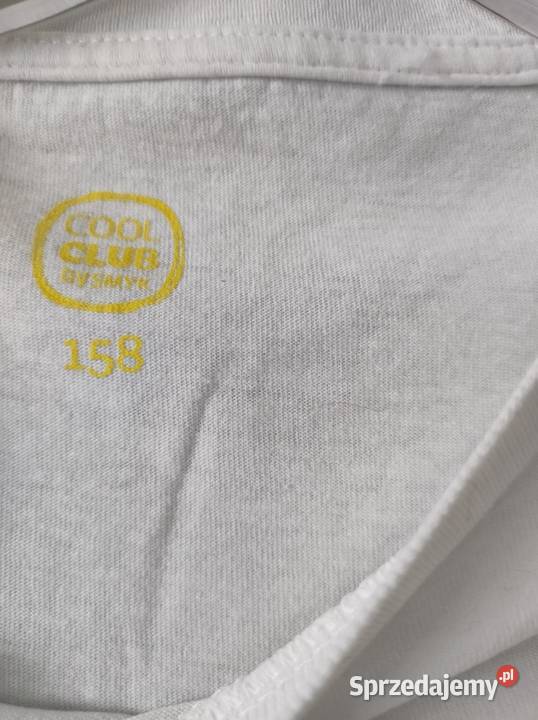 COOL
CLUB
BY SMYK
158
Sprzedajemy.pl